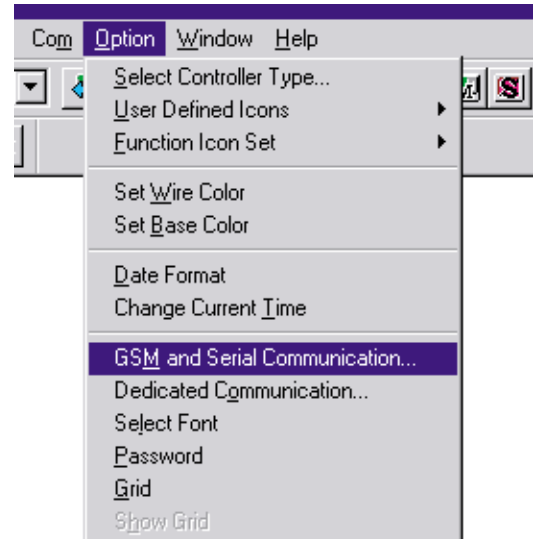 Com Option Window Help
Select Controller Type...
User Defined Icons
Function Icon Set
Set Wire Color
Set Base Color
Date Format
Change Current Time
GSM and Serial Communication...
Dedicated Communication...
Select Font
Password
Grid
Show Grid